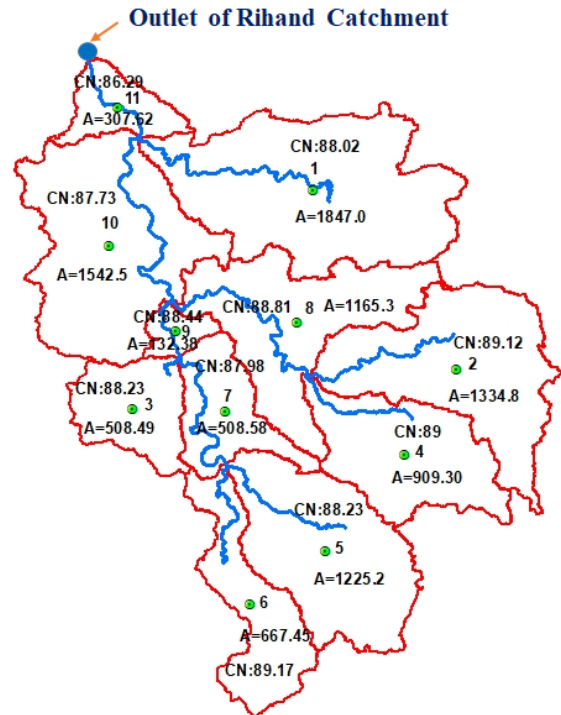 Outlet of Rihand Catchment
CN:86.29
11
A=307.62
CN:88.02
1
A=1847.0
CN:87.73
10
A=1542.5
CN:88.81
8
A=1165.3
CN:88.44
9
A=132.38
CN:89.12
2
A=1334.8
CN:87.98
7
A=508.58
CN:88.23
3
A=508.49
CN:89
4
A=909.30
CN:88.23
5
A=1225.2
6
A=667.45
CN:89.17